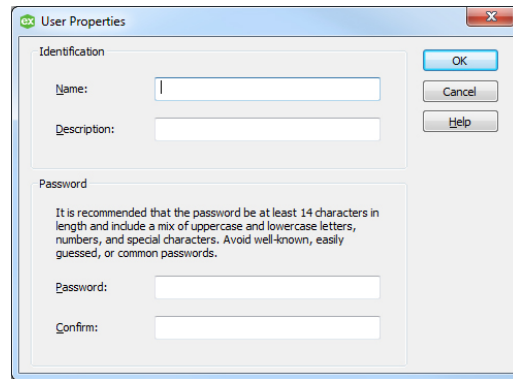 User Properties
Identification
Name:
Description:
OK
Cancel
Help
Password
It is recommended that the password be at least 14 characters in
length and include a mix of uppercase and lowercase letters,
numbers, and special characters. Avoid well-known, easily
guessed, or common passwords.
Password:
Confirm: